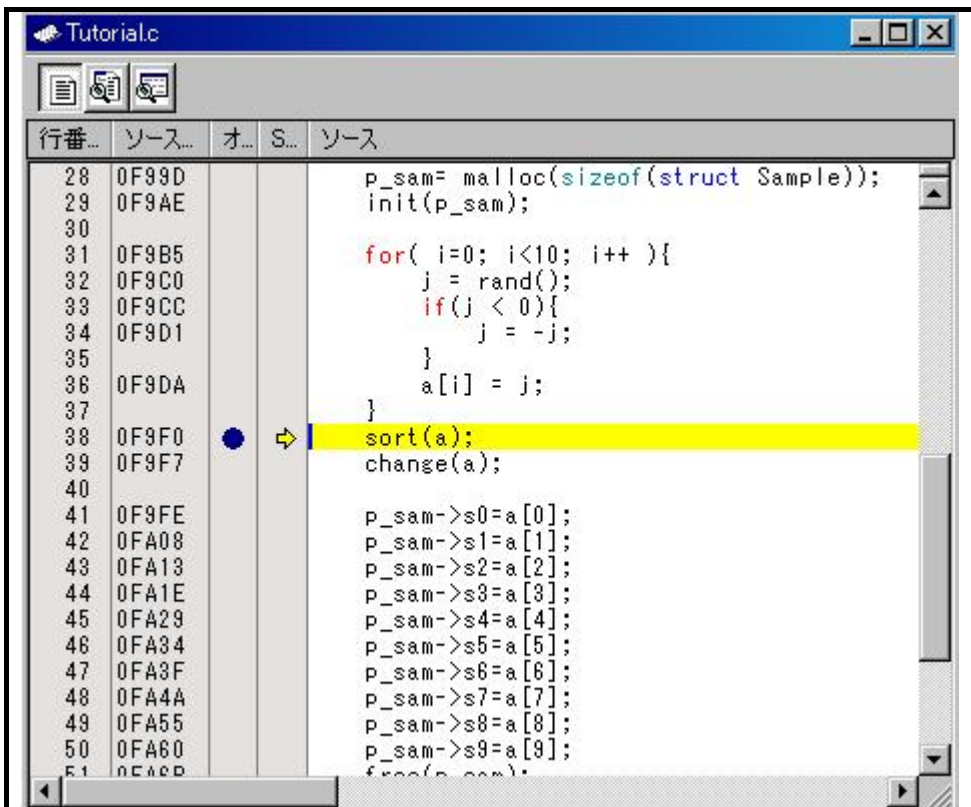 Tutorial.c
行番... ソース... オ... S... ソース
28 0F99D p_sam= malloc(sizeof(struct Sample));
29 0F9AE init(p_sam);
30
31 0F9B5 for( i=0; i<10; i++ ){
32 0F9C0 j = rand();
33 0F9CC if(j < 0){
34 0F9D1 j = -j;
35 }
36 0F9DA a[i] = j;
37 }
38 0F9F0 sort(a);
39 0F9F7 change(a);
40
41 0F9FE p_sam->s0=a[0];
42 0FA08 p_sam->s1=a[1];
43 0FA13 p_sam->s2=a[2];
44 0FA1E p_sam->s3=a[3];
45 0FA29 p_sam->s4=a[4];
46 0FA34 p_sam->s5=a[5];
47 0FA3F p_sam->s6=a[6];
48 0FA4A p_sam->s7=a[7];
49 0FA55 p_sam->s8=a[8];
50 0FA60 p_sam->s9=a[9];
51 free(p_sam);